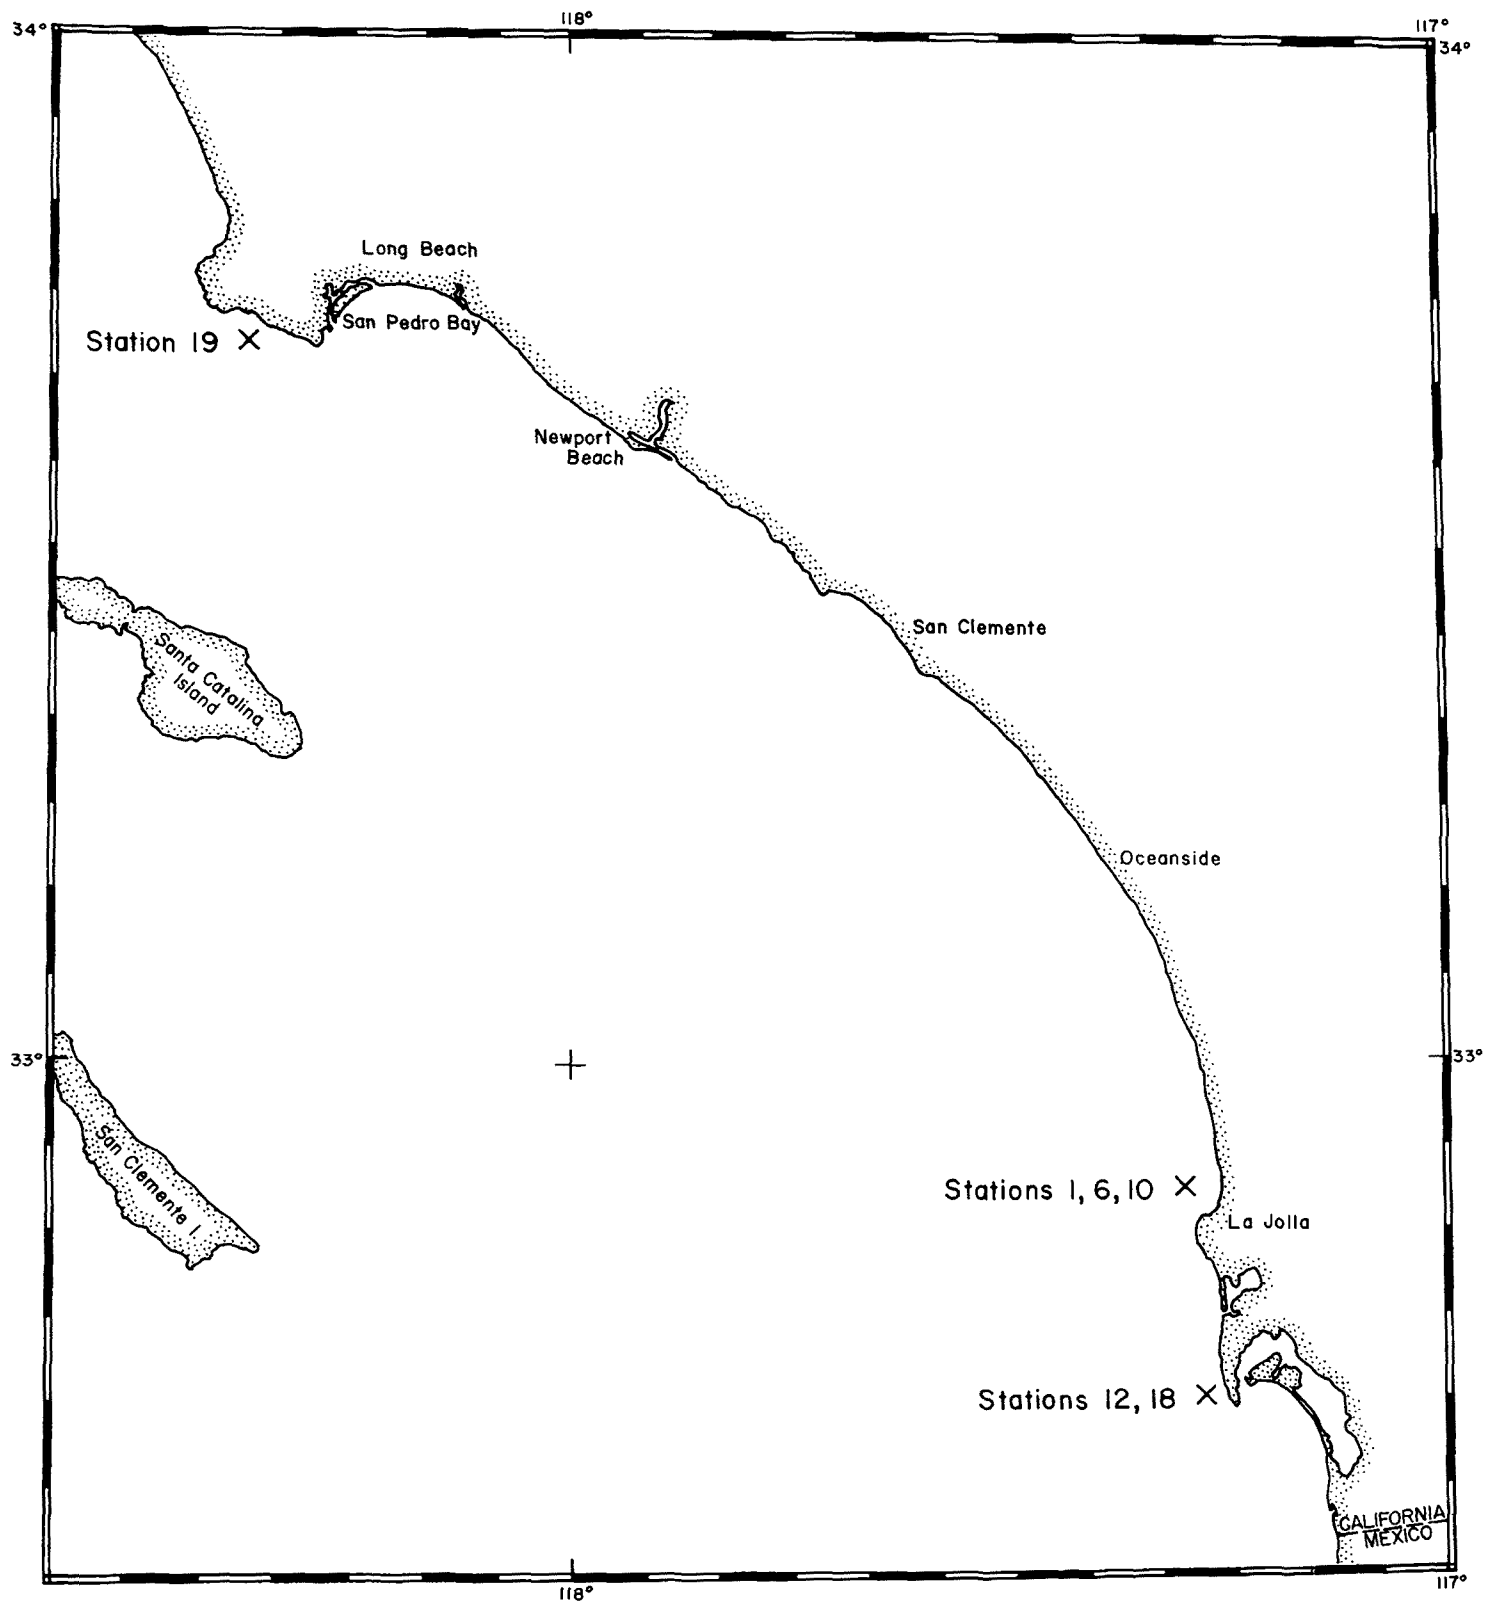 118°
117°
34°
34°
Long Beach
San Pedro Bay
Station 19
Newport
Beach
San Clemente
Santa Catalina
Island
Oceanside
33°
33°
San Clemente I
Stations 1, 6, 10
La Jolla
Stations 12, 18
CALIFORNIA
MEXICO
118°
117°